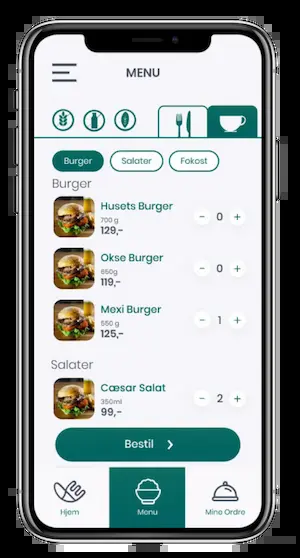 MENU
Burger
Salater
Fokost
Burger
Husets Burger
700 g
129,-
- 0 +
Okse Burger
650g
119,-
- 0 +
Mexi Burger
550 g
125,-
- 1 +
Salater
Cæsar Salat
350ml
99,-
- 2 +
Bestil >
Hjem
Menu
Mine Ordre